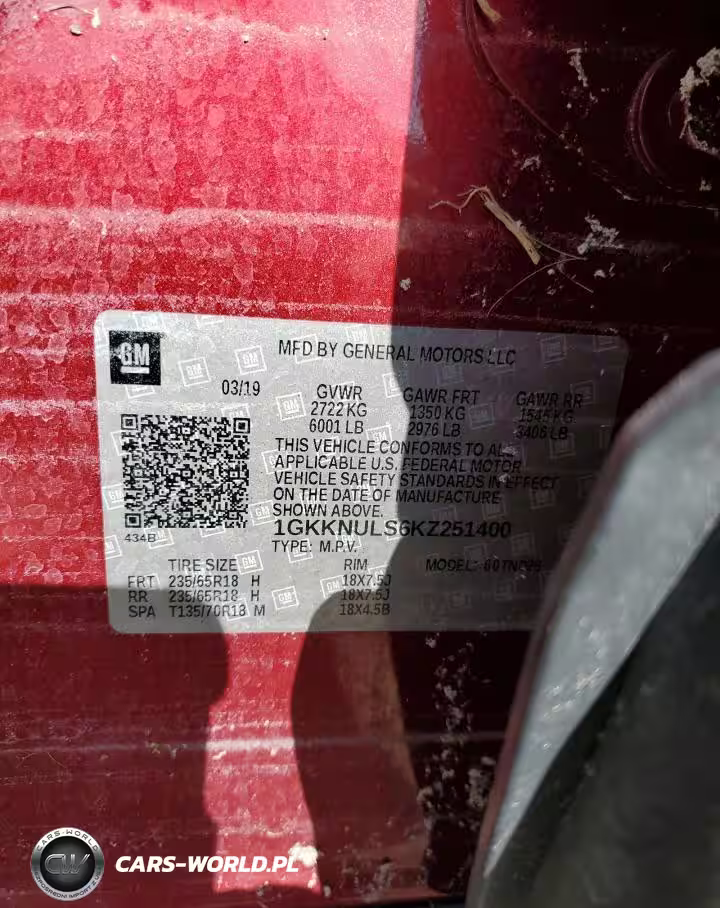 GM
MFD BY GENERAL MOTORS LLC
03/19 GVWR GAWR FRT GAWR RR
2722 KG 1350 KG 1545 KG
6001 LB 2976 LB 3406 LB
THIS VEHICLE CONFORMS TO ALL
APPLICABLE U.S. FEDERAL MOTOR
VEHICLE SAFETY STANDARDS IN EFFECT
ON THE DATE OF MANUFACTURE
SHOWN ABOVE.
434B
1GKKNULS6KZ251400
TYPE: M.P.V. MODEL:
TIRE SIZE RIM
FRT 235/65R18 H 18X7.5J
RR 235/65R18 H 18X7.5J
SPA T135/70R18 M 18X4.5B
CARS-WORLD
CW
CARS-WORLD.PL